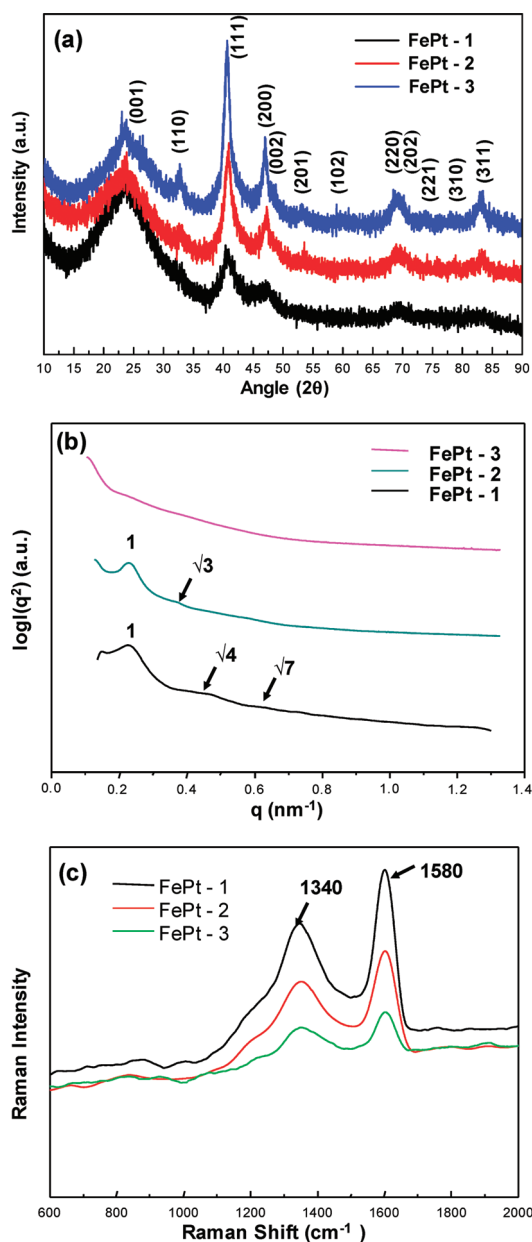 (a)
FePt - 1
FePt - 2
FePt - 3
(001)
(110)
(111)
(200)
(002)
(201)
(102)
(220)
(202)
(221)
(310)
(311)
Intensity (a.u.)
10 15 20 25 30 35 40 45 50 55 60 65 70 75 80 85 90
Angle (2θ)
(b)
FePt - 3
FePt - 2
FePt - 1
1
√3
1
√4
√7
logI(q²) (a.u.)
0.0 0.2 0.4 0.6 0.8 1.0 1.2 1.4
q (nm⁻¹)
(c)
FePt - 1
FePt - 2
FePt - 3
1340
1580
Raman Intensity
600 800 1000 1200 1400 1600 1800 2000
Raman Shift (cm⁻¹)